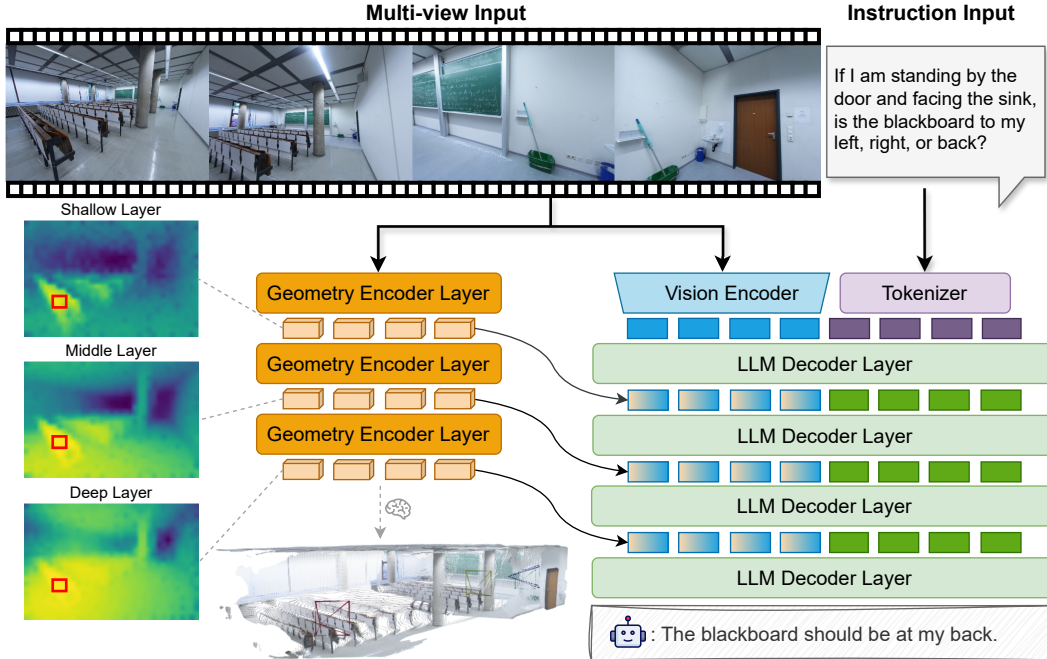 Multi-view Input
Instruction Input
If I am standing by the
door and facing the sink,
is the blackboard to my
left, right, or back?
Shallow Layer
Middle Layer
Deep Layer
Geometry Encoder Layer
Geometry Encoder Layer
Geometry Encoder Layer
Vision Encoder
Tokenizer
LLM Decoder Layer
LLM Decoder Layer
LLM Decoder Layer
LLM Decoder Layer
: The blackboard should be at my back.